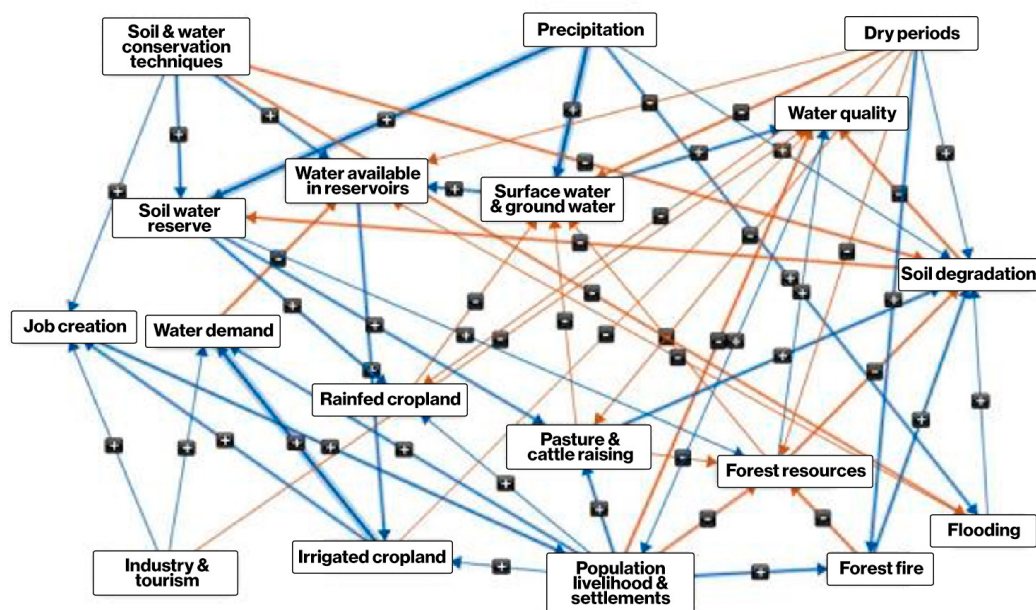 Soil & water
conservation
techniques
Precipitation
Dry periods
Water quality
Water available
in reservoirs
Surface water
& ground water
Soil water
reserve
Soil degradation
Job creation
Water demand
Rainfed cropland
Pasture &
cattle raising
Forest resources
Flooding
Industry &
tourism
Irrigated cropland
Population
livelihood &
settlements
Forest fire